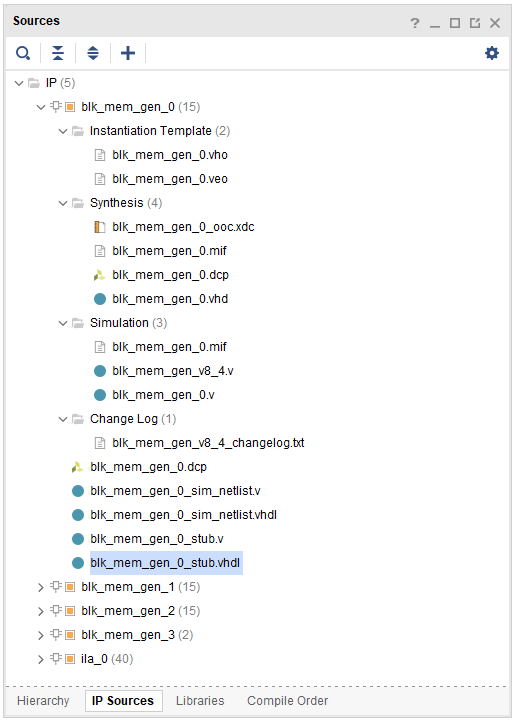 Sources
IP (5)
blk_mem_gen_0 (15)
Instantiation Template (2)
blk_mem_gen_0.vho
blk_mem_gen_0.veo
Synthesis (4)
blk_mem_gen_0_ooc.xdc
blk_mem_gen_0.mif
blk_mem_gen_0.dcp
blk_mem_gen_0.vhd
Simulation (3)
blk_mem_gen_0.mif
blk_mem_gen_v8_4.v
blk_mem_gen_0.v
Change Log (1)
blk_mem_gen_v8_4_changelog.txt
blk_mem_gen_0.dcp
blk_mem_gen_0_sim_netlist.v
blk_mem_gen_0_sim_netlist.vhdl
blk_mem_gen_0_stub.v
blk_mem_gen_0_stub.vhdl
blk_mem_gen_1 (15)
blk_mem_gen_2 (15)
blk_mem_gen_3 (2)
ila_0 (40)
Hierarchy IP Sources Libraries Compile Order